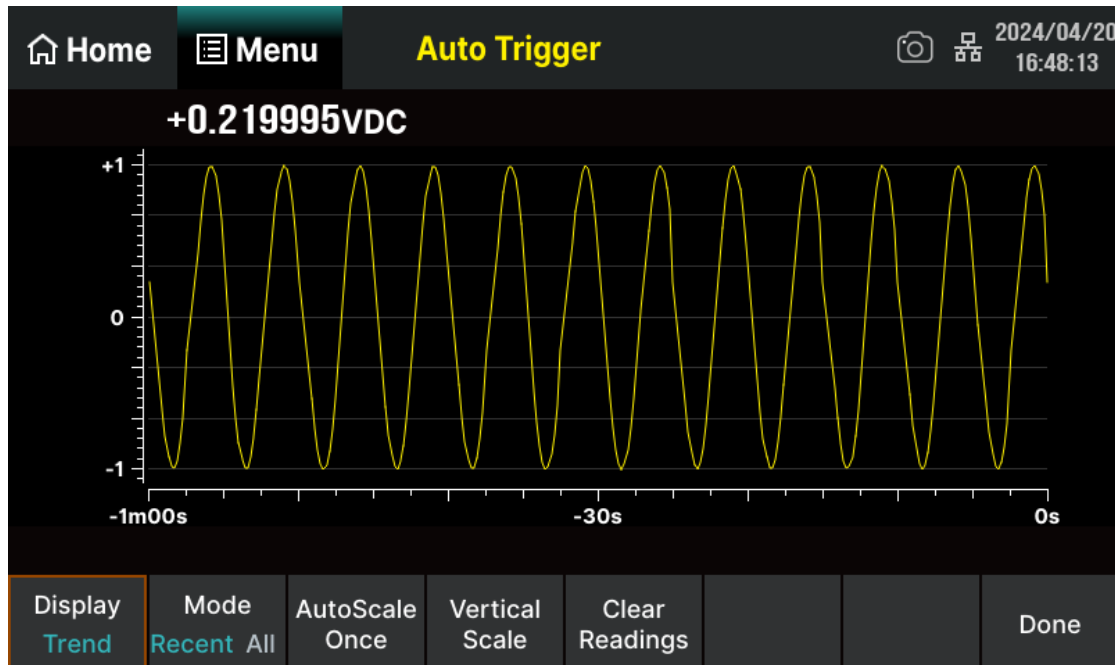 Home Menu Auto Trigger 2024/04/20
16:48:13
+0.219995VDC
+1
0
-1
-1m00s -30s 0s
Display Mode AutoScale Vertical Clear Done
Trend Recent All Once Scale Readings